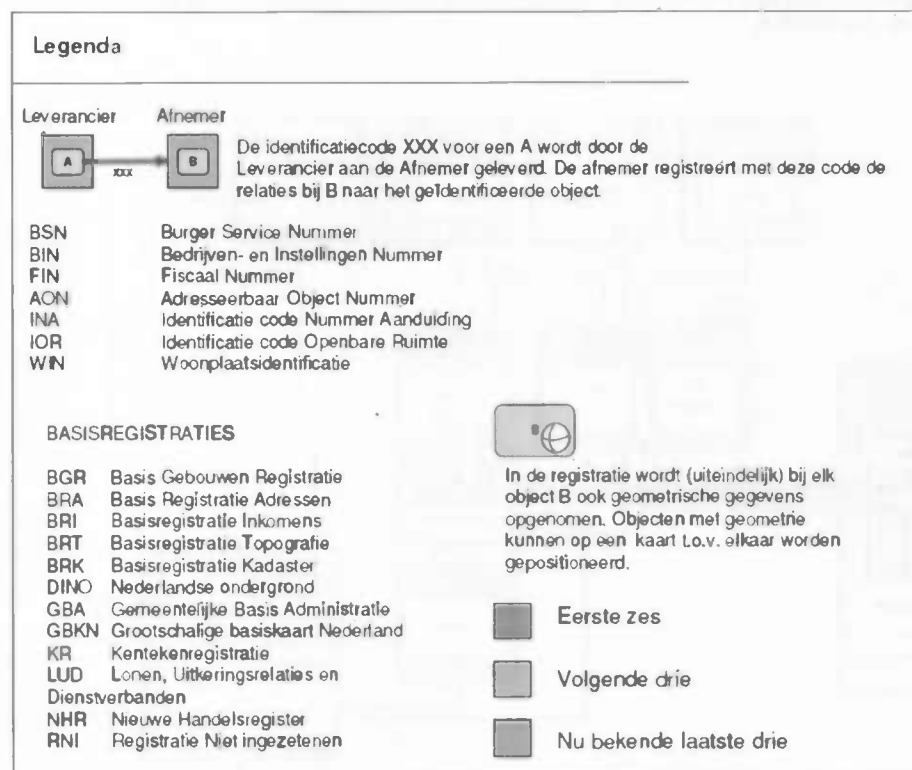 Legenda
Leverancier Afnemer
A xxx B
De identificatiecode XXX voor een A wordt door de
Leverancier aan de Afnemer geleverd. De afnemer registreert met deze code de
relaties bij B naar het geïdentificeerde object.
BSN Burger Service Nummer
BIN Bedrijven- en Instellingen Nummer
FIN Fiscaal Nummer
AON Adresseerbaar Object Nummer
INA Identificatie code Nummer Aanduiding
IOR Identificatie code Openbare Ruimte
WIN Woonplaatsidentificatie
BASISREGISTRATIES
BGR Basis Gebouwen Registratie
BRA Basis Registratie Adressen
BRI Basisregistratie Inkomens
BRT Basisregistratie Topografie
BRK Basisregistratie Kadaster
DINO Nederlandse ondergrond
GBA Gemeentelijke Basis Administratie
GBKN Grootschalige basiskaart Nederland
KR Kentekenregistratie
LUD Lonen, Uitkeringsrelaties en
Dienstverbanden
NHR Nieuwe Handelsregister
RNI Registratie Niet ingezetenen
B
In de registratie wordt (uiteindelijk) bij elk
object B ook geometrische gegevens
opgenomen. Objecten met geometrie
kunnen op een kaart t.o.v. elkaar worden
gepositioneerd.
Eerste zes
Volgende drie
Nu bekende laatste drie